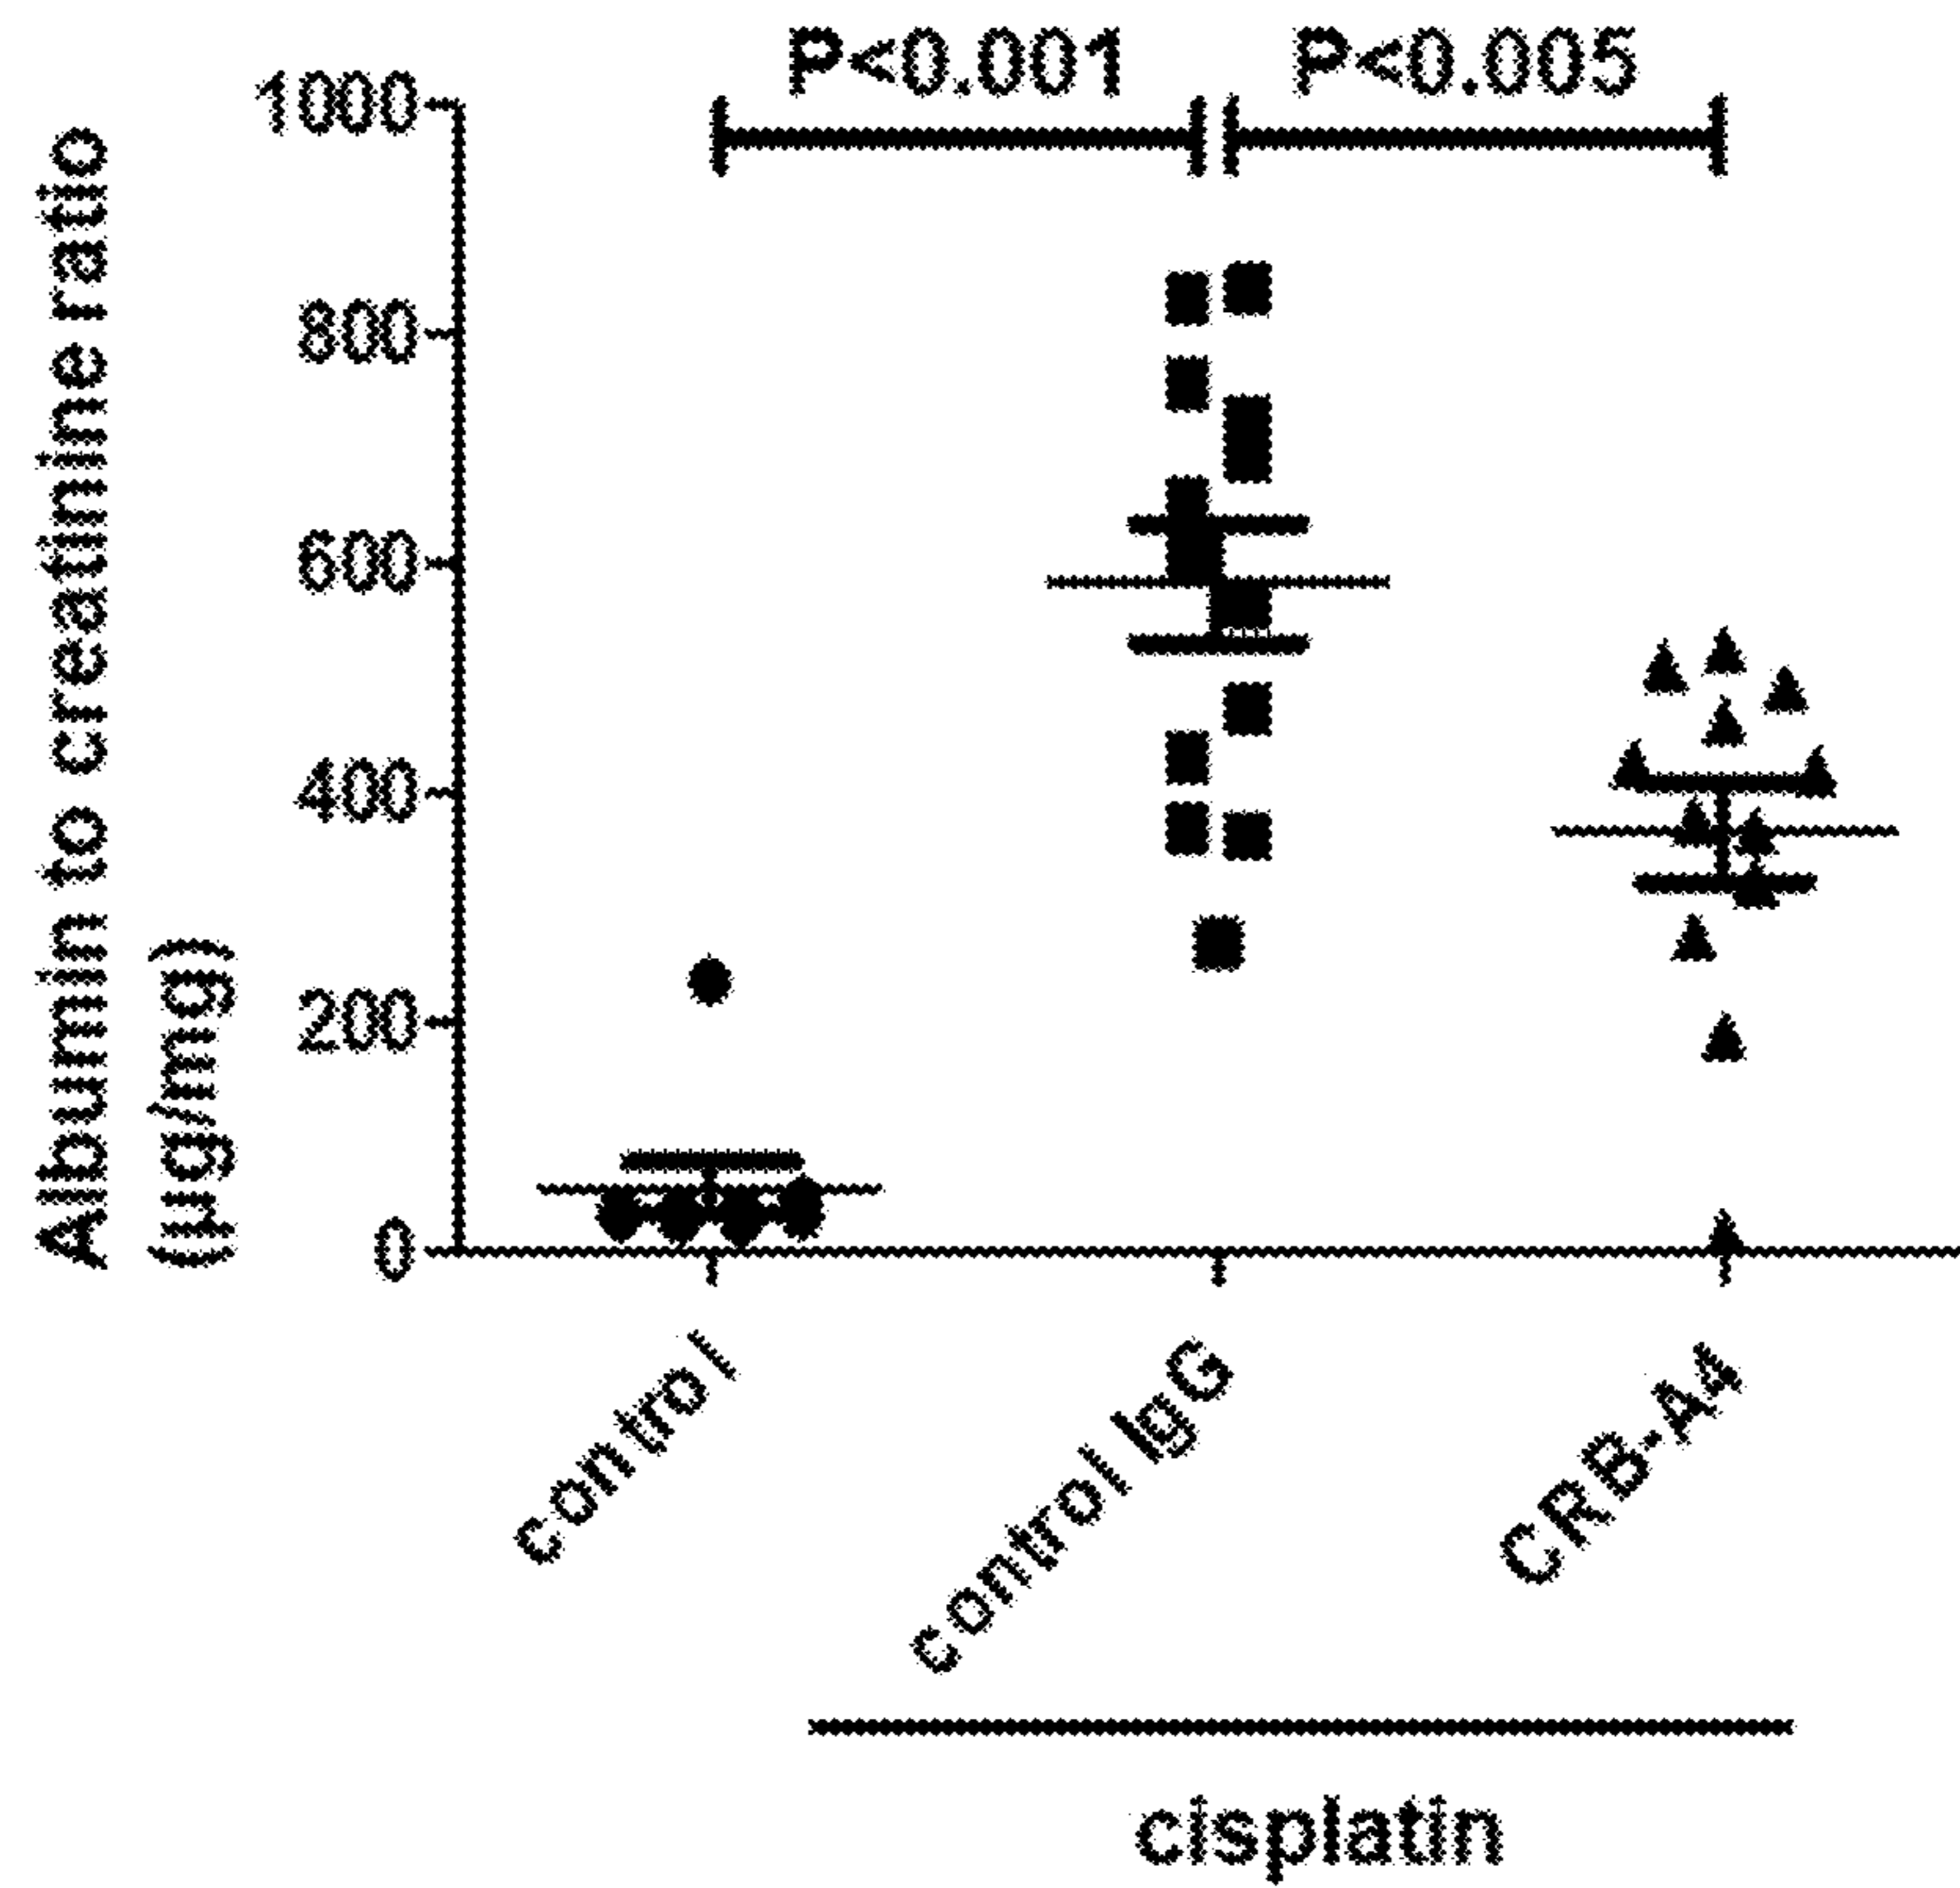 P<0.001
P<0.005
Albumin to creatinine ratio
(μg/mg)
1000
800
600
400
200
0
control
control IgG
CRB-A4
cisplatin